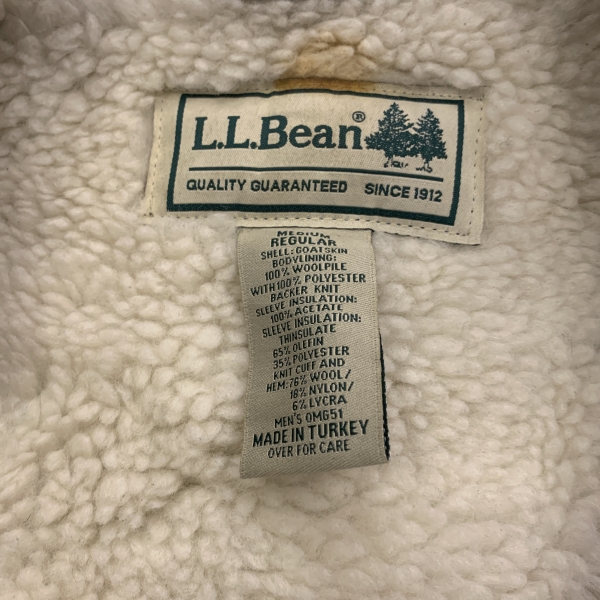 L.L.Bean®
QUALITY GUARANTEED SINCE 1912
MEDIUM
REGULAR
SHELL: GOATSKIN
BODYLINING:
100% WOOLPILE
WITH 100% POLYESTER
BACKER KNIT
SLEEVE INSULATION:
100% ACETATE
SLEEVE INSULATION:
THINSULATE
65% OLEFIN
35% POLYESTER
KNIT CUFF AND
HEM: 76% WOOL/
18% NYLON/
6% LYCRA
MEN'S OMG51
MADE IN TURKEY
OVER FOR CARE